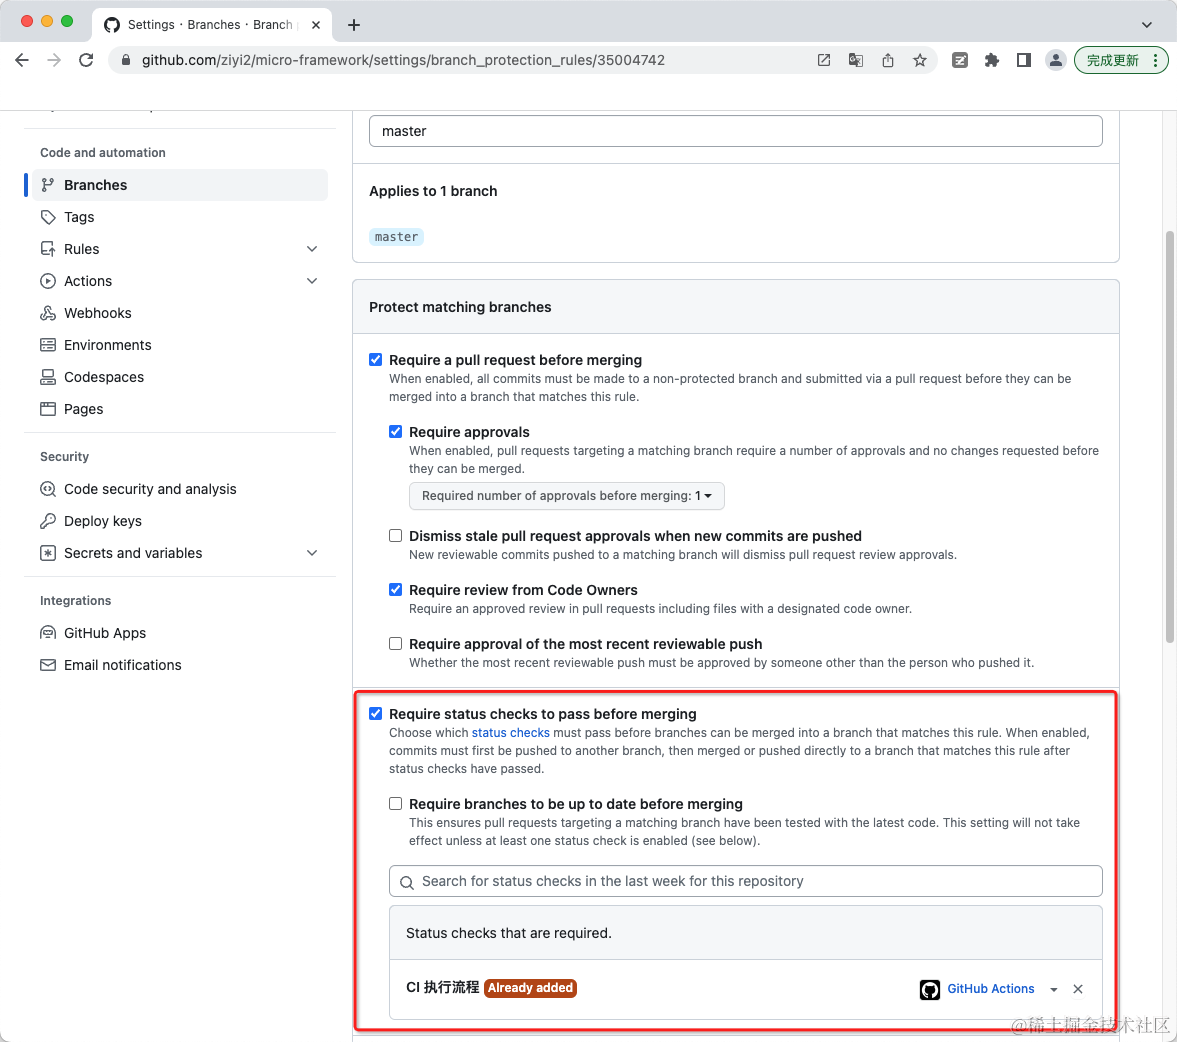 Settings · Branches · Branch
github.com/ziyi2/micro-framework/settings/branch_protection_rules/35004742
完成更新
Code and automation
Branches
Tags
Rules
Actions
Webhooks
Environments
Codespaces
Pages
Security
Code security and analysis
Deploy keys
Secrets and variables
Integrations
GitHub Apps
Email notifications
master
Applies to 1 branch
master
Protect matching branches
Require a pull request before merging
When enabled, all commits must be made to a non-protected branch and submitted via a pull request before they can be
merged into a branch that matches this rule.
Require approvals
When enabled, pull requests targeting a matching branch require a number of approvals and no changes requested before
they can be merged.
Required number of approvals before merging: 1
Dismiss stale pull request approvals when new commits are pushed
New reviewable commits pushed to a matching branch will dismiss pull request review approvals.
Require review from Code Owners
Require an approved review in pull requests including files with a designated code owner.
Require approval of the most recent reviewable push
Whether the most recent reviewable push must be approved by someone other than the person who pushed it.
Require status checks to pass before merging
Choose which status checks must pass before branches can be merged into a branch that matches this rule. When enabled,
commits must first be pushed to another branch, then merged or pushed directly to a branch that matches this rule after
status checks have passed.
Require branches to be up to date before merging
This ensures pull requests targeting a matching branch have been tested with the latest code. This setting will not take
effect unless at least one status check is enabled (see below).
Search for status checks in the last week for this repository
Status checks that are required.
CI 执行流程 Already added GitHub Actions
@稀土掘金技术社区